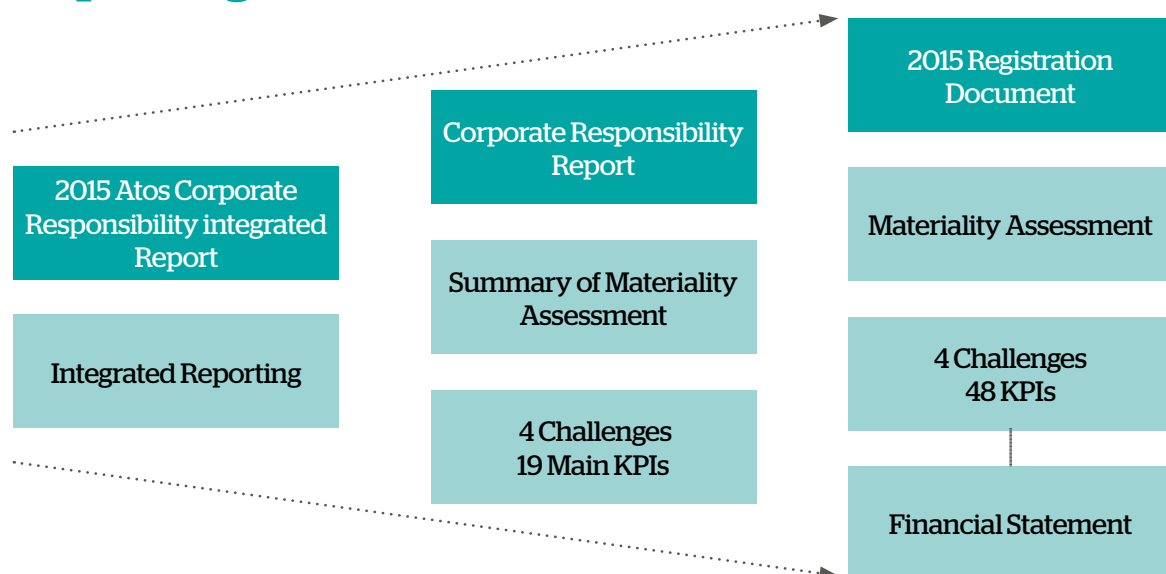 2015 Atos Corporate
Responsibility integrated
Report
Integrated Reporting
Corporate Responsibility
Report
Summary of Materiality
Assessment
4 Challenges
19 Main KPIs
2015 Registration
Document
Materiality Assessment
4 Challenges
48 KPIs
Financial Statement